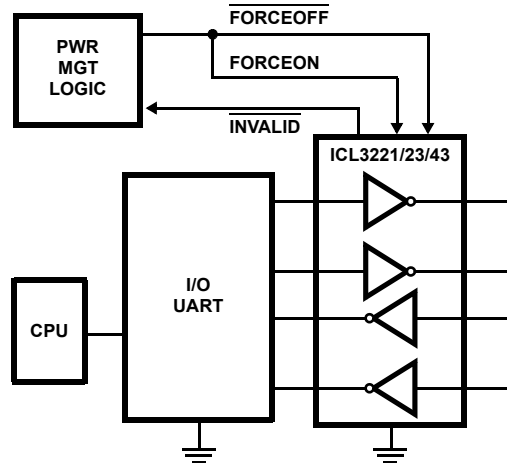 FORCEOFF
PWR
MGT
LOGIC
FORCEON
INVALID
ICL3221/23/43
I/O
UART
CPU